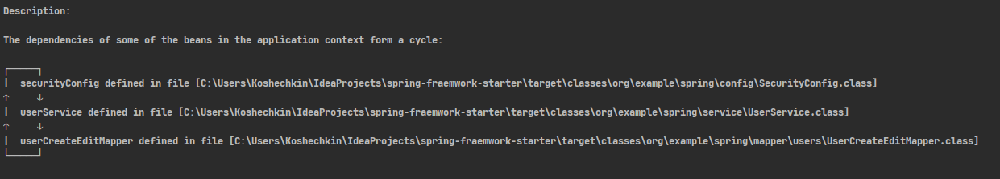 Description:
The dependencies of some of the beans in the application context form a cycle:
┌─────┐
|  securityConfig defined in file [C:\Users\Koshechkin\IdeaProjects\spring-fraemwork-starter\target\classes\org\example\spring\config\SecurityConfig.class]
↑     ↓
|  userService defined in file [C:\Users\Koshechkin\IdeaProjects\spring-fraemwork-starter\target\classes\org\example\spring\service\UserService.class]
↑     ↓
|  userCreateEditMapper defined in file [C:\Users\Koshechkin\IdeaProjects\spring-fraemwork-starter\target\classes\org\example\spring\mapper\users\UserCreateEditMapper.class]
└─────┘